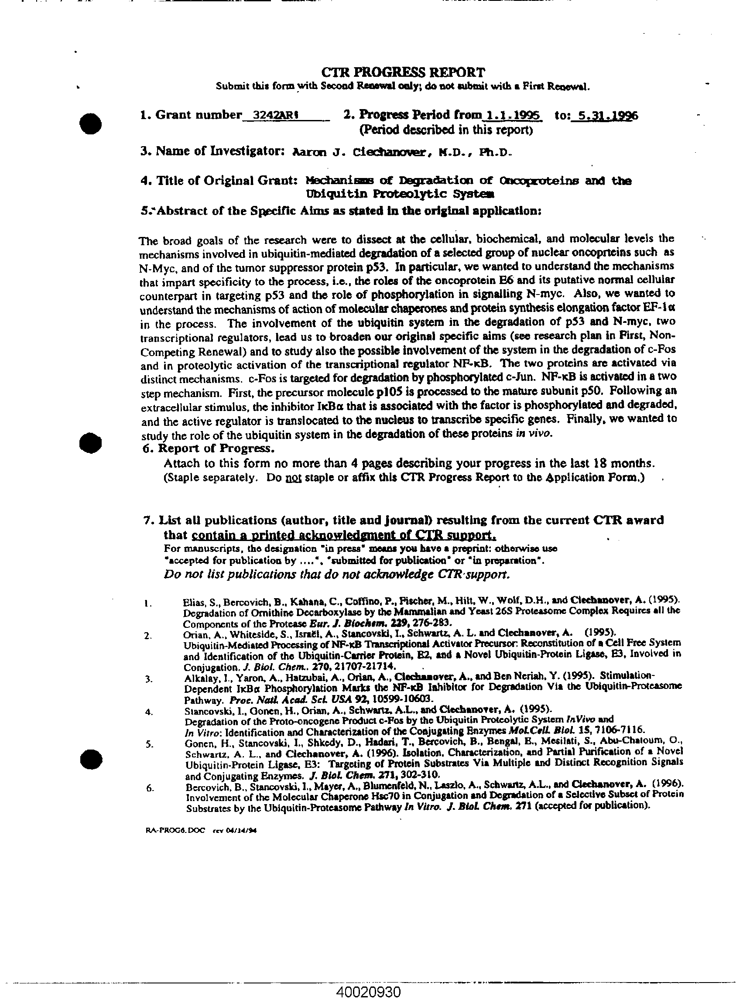 CTR PROGRESS REPORT
Submit this form with Second Renewal only; do not submit with a First Renewal.
1. Grant number 3242AR1 2. Progress Period from 1.1.1995 to: 5.31.1996
(Period described in this report)
3. Name of Investigator: Aaron J. Ciechanover, M.D., Ph.D.
4. Title of Original Grant: Mechanisms of Degradation of Oncoproteins and the
Ubiquitin Proteolytic System
5. Abstract of the Specific Aims as stated in the original application:
The broad goals of the research were to dissect at the cellular, biochemical, and molecular levels the
mechanisms involved in ubiquitin-mediated degradation of a selected group of nuclear oncoprteins such as
N-Myc, and of the tumor suppressor protein p53. In particular, we wanted to understand the mechanisms
that impart specificity to the process, i.e., the roles of the oncoprotein E6 and its putative normal cellular
counterpart in targeting p53 and the role of phosphorylation in signalling N-myc. Also, we wanted to
understand the mechanisms of action of molecular chaperones and protein synthesis elongation factor EF-1α
in the process. The involvement of the ubiquitin system in the degradation of p53 and N-myc, two
transcriptional regulators, lead us to broaden our original specific aims (see research plan in First, Non-
Competing Renewal) and to study also the possible involvement of the system in the degradation of c-Fos
and in proteolytic activation of the transcriptional regulator NF-κB. The two proteins are activated via
distinct mechanisms. c-Fos is targeted for degradation by phosphorylated c-Jun. NF-κB is activated in a two
step mechanism. First, the precursor molecule p105 is processed to the mature subunit p50. Following an
extracellular stimulus, the inhibitor IκBα that is associated with the factor is phosphorylated and degraded,
and the active regulator is translocated to the nucleus to transcribe specific genes. Finally, we wanted to
study the role of the ubiquitin system in the degradation of these proteins in vivo.
6. Report of Progress.
Attach to this form no more than 4 pages describing your progress in the last 18 months.
(Staple separately. Do not staple or affix this CTR Progress Report to the Application Form.)
7. List all publications (author, title and journal) resulting from the current CTR award
that contain a printed acknowledgment of CTR support.
For manuscripts, the designation "in press" means you have a preprint: otherwise use
"accepted for publication by ....", "submitted for publication" or "in preparation".
Do not list publications that do not acknowledge CTR support.
1. Elias, S., Bercovich, B., Kahana, C., Coffino, P., Fischer, M., Hilt, W., Wolf, D.H., and Ciechanover, A. (1995).
Degradation of Ornithine Decarboxylase by the Mammalian and Yeast 26S Proteasome Complex Requires all the
Components of the Protease Eur. J. Biochem. 229, 276-283.
2. Orian, A., Whiteside, S., Israël, A., Stancovski, I., Schwartz, A. L. and Ciechanover, A. (1995).
Ubiquitin-Mediated Processing of NF-κB Transcriptional Activator Precursor: Reconstitution of a Cell Free System
and Identification of the Ubiquitin-Carrier Protein, E2, and a Novel Ubiquitin-Protein Ligase, E3, Involved in
Conjugation. J. Biol. Chem.. 270, 21707-21714.
3. Alkalay, I., Yaron, A., Hatzubai, A., Orian, A., Ciechanover, A., and Ben Neriah, Y. (1995). Stimulation-
Dependent IκBα Phosphorylation Marks the NF-κB Inhibitor for Degradation Via the Ubiquitin-Proteasome
Pathway. Proc. Natl. Acad. Sci. USA 92, 10599-10603.
4. Stancovski, I., Gonen, H., Orian, A., Schwartz, A.L., and Ciechanover, A. (1995).
Degradation of the Proto-oncogene Product c-Fos by the Ubiquitin Proteolytic System InVivo and
In Vitro: Identification and Characterization of the Conjugating Enzymes Mol.Cell. Biol. 15, 7106-7116.
5. Gonen, H., Stancovski, I., Shkedy, D., Hadari, T., Bercovich, B., Bengal, E., Mesilati, S., Abu-Chatoum, O.,
Schwartz, A. L., and Ciechanover, A. (1996). Isolation, Characterization, and Partial Purification of a Novel
Ubiquitin-Protein Ligase, E3: Targeting of Protein Substrates Via Multiple and Distinct Recognition Signals
and Conjugating Enzymes. J. Biol. Chem. 271, 302-310.
6. Bercovich, B., Stancovski, I., Mayer, A., Blumenfeld, N., Laszlo, A., Schwartz, A.L., and Ciechanover, A. (1996).
Involvement of the Molecular Chaperone Hsc70 in Conjugation and Degradation of a Selective Subset of Protein
Substrates by the Ubiquitin-Proteasome Pathway In Vitro. J. Biol. Chem. 271 (accepted for publication).
RA-PROG6.DOC rev 04/14/94
40020930